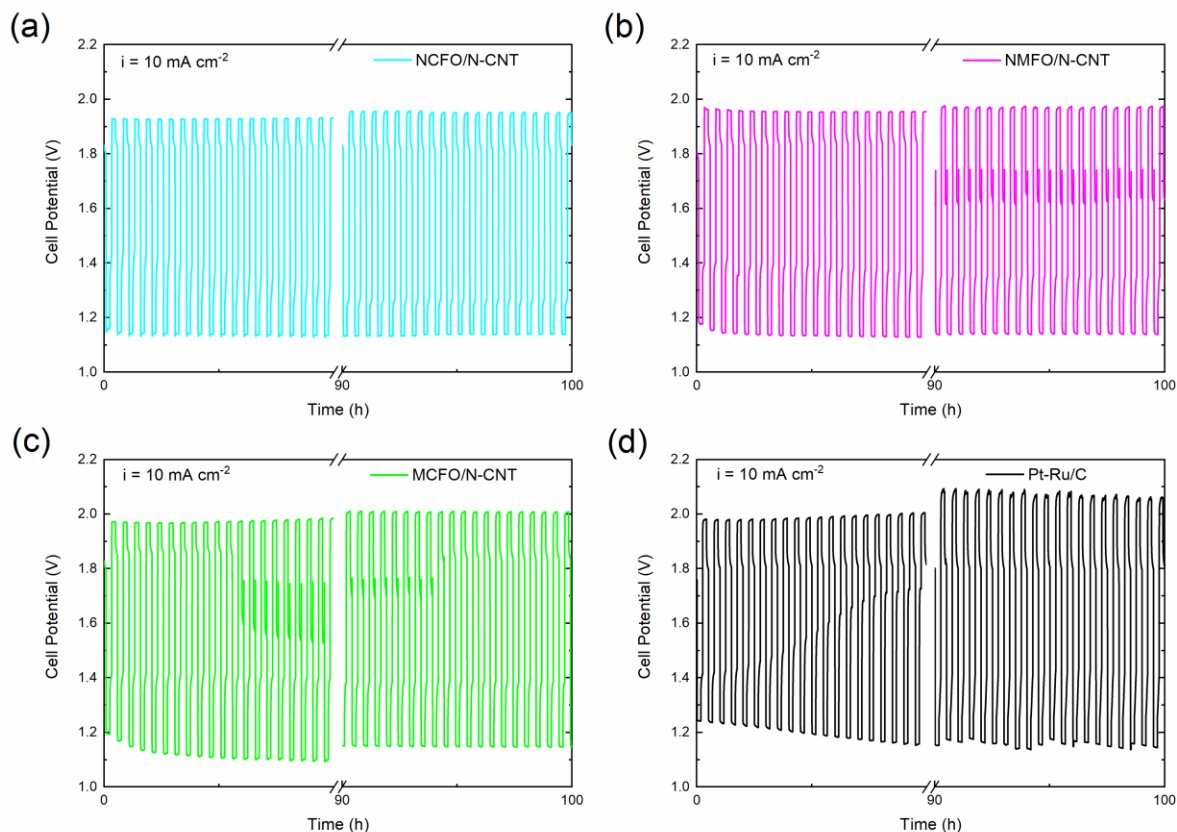 (a)
i = 10 mA cm-2
NCFO/N-CNT
Cell Potential (V)
2.2
2.0
1.8
1.6
1.4
1.2
1.0
0
90
100
Time (h)
(b)
i = 10 mA cm-2
NMFO/N-CNT
Cell Potential (V)
2.2
2.0
1.8
1.6
1.4
1.2
1.0
0
90
100
Time (h)
(c)
i = 10 mA cm-2
MCFO/N-CNT
Cell Potential (V)
2.2
2.0
1.8
1.6
1.4
1.2
1.0
0
90
100
Time (h)
(d)
i = 10 mA cm-2
Pt-Ru/C
Cell Potential (V)
2.2
2.0
1.8
1.6
1.4
1.2
1.0
0
90
100
Time (h)